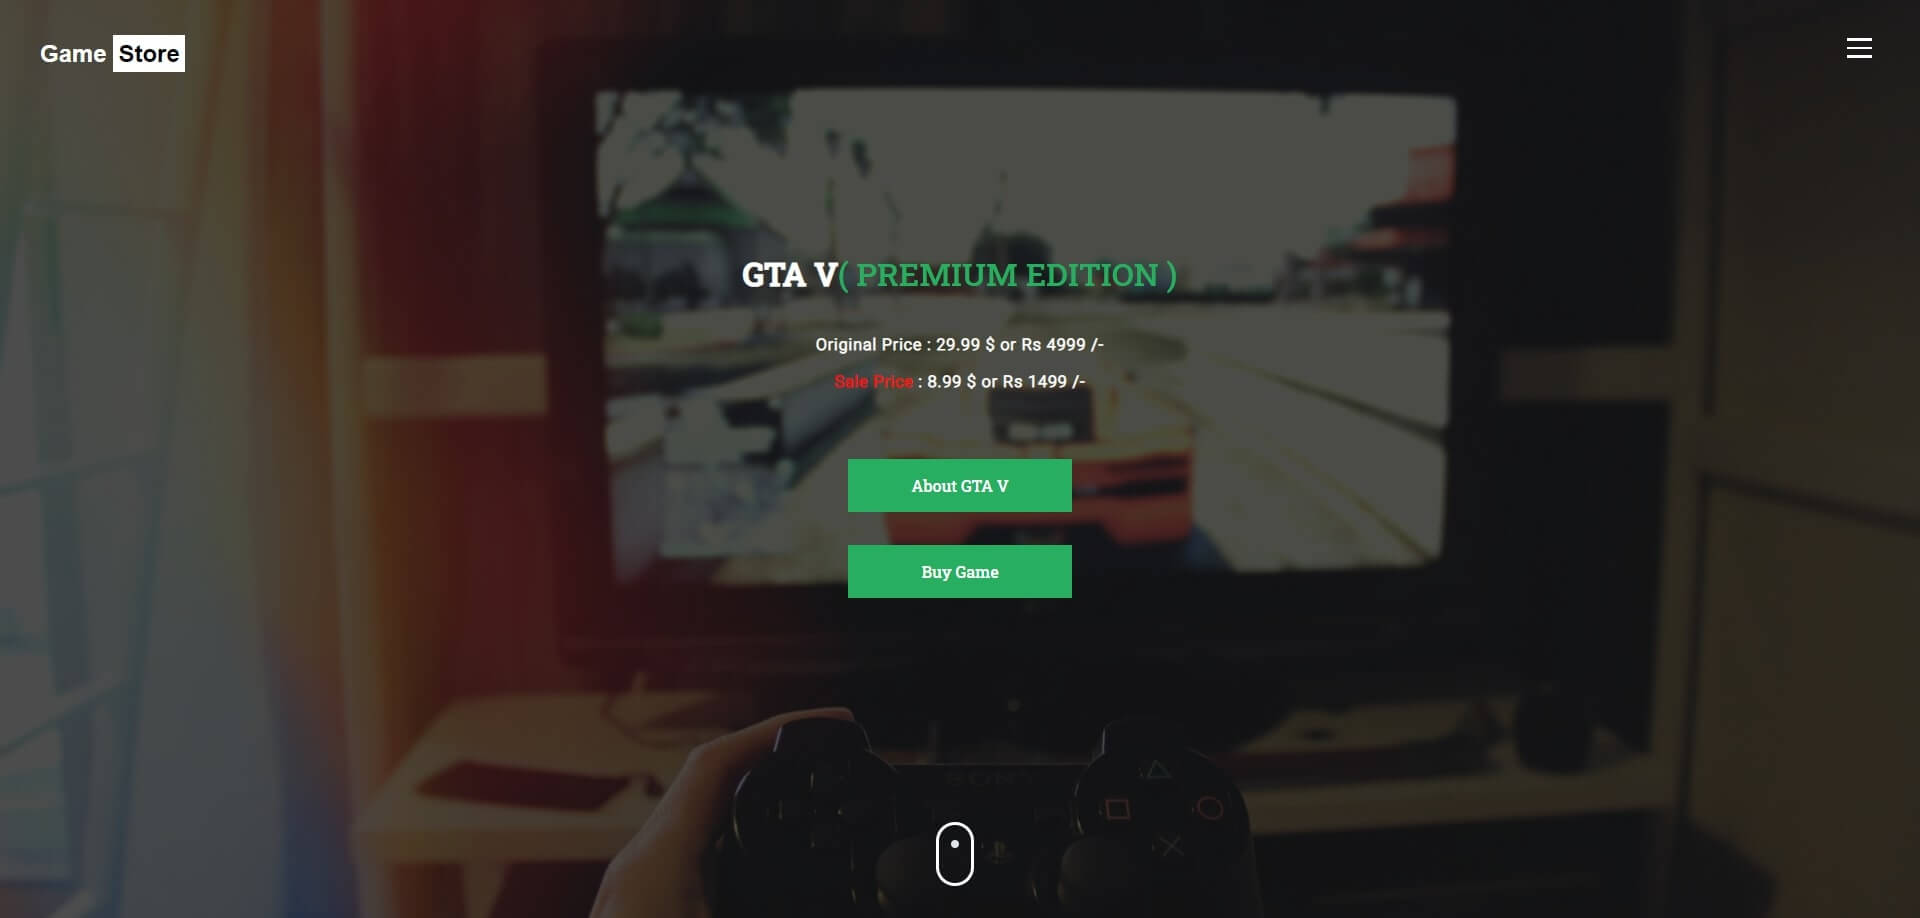 Game Store
GTA V( PREMIUM EDITION )
Original Price : 29.99 $ or Rs 4999 /-
Sale Price : 8.99 $ or Rs 1499 /-
About GTA V
Buy Game
SONY